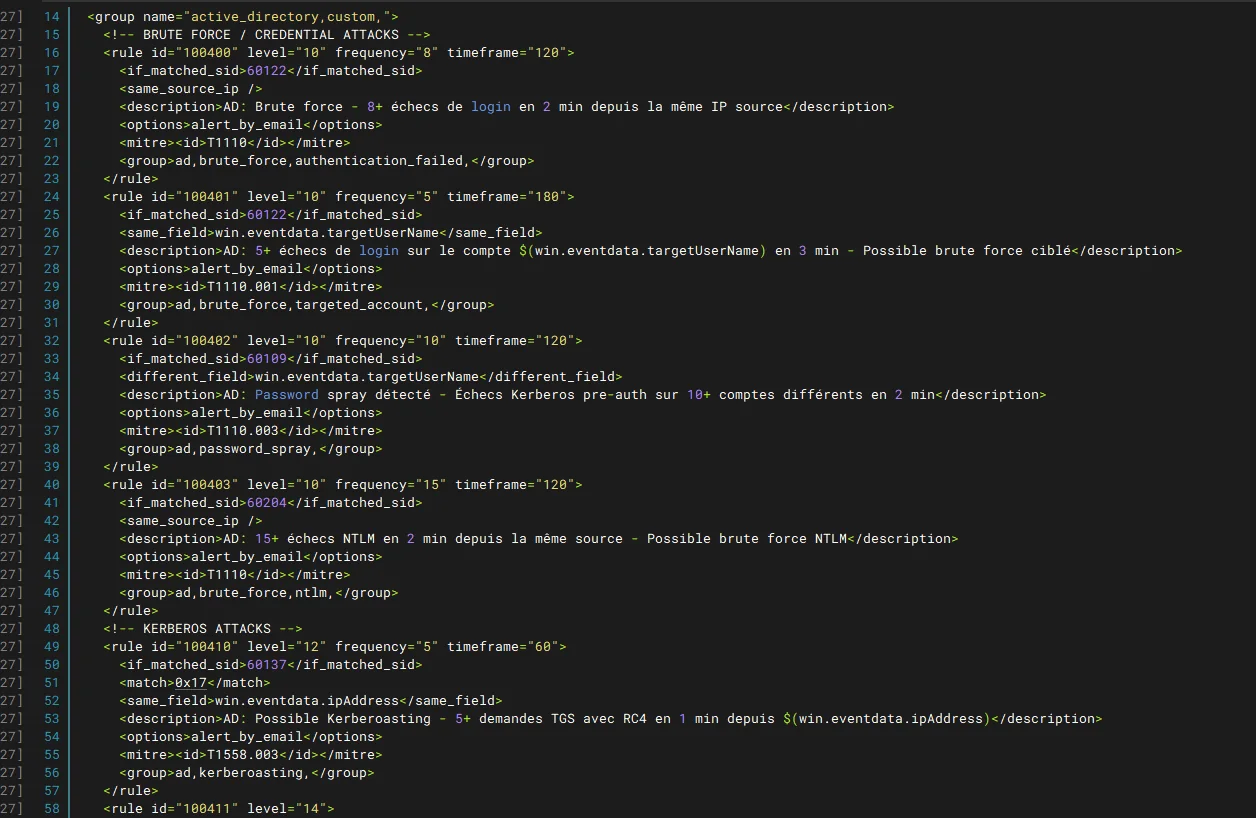 27] 14 <group name="active_directory,custom,">
27] 15 <!-- BRUTE FORCE / CREDENTIAL ATTACKS -->
27] 16 <rule id="100400" level="10" frequency="8" timeframe="120">
27] 17 <if_matched_sid>60122</if_matched_sid>
27] 18 <same_source_ip />
27] 19 <description>AD: Brute force - 8+ échecs de login en 2 min depuis la même IP source</description>
27] 20 <options>alert_by_email</options>
27] 21 <mitre><id>T1110</id></mitre>
27] 22 <group>ad,brute_force,authentication_failed,</group>
27] 23 </rule>
27] 24 <rule id="100401" level="10" frequency="5" timeframe="180">
27] 25 <if_matched_sid>60122</if_matched_sid>
27] 26 <same_field>win.eventdata.targetUserName</same_field>
27] 27 <description>AD: 5+ échecs de login sur le compte $(win.eventdata.targetUserName) en 3 min - Possible brute force ciblé</description>
27] 28 <options>alert_by_email</options>
27] 29 <mitre><id>T1110.001</id></mitre>
27] 30 <group>ad,brute_force,targeted_account,</group>
27] 31 </rule>
27] 32 <rule id="100402" level="10" frequency="10" timeframe="120">
27] 33 <if_matched_sid>60109</if_matched_sid>
27] 34 <different_field>win.eventdata.targetUserName</different_field>
27] 35 <description>AD: Password spray détecté - Échecs Kerberos pre-auth sur 10+ comptes différents en 2 min</description>
27] 36 <options>alert_by_email</options>
27] 37 <mitre><id>T1110.003</id></mitre>
27] 38 <group>ad,password_spray,</group>
27] 39 </rule>
27] 40 <rule id="100403" level="10" frequency="15" timeframe="120">
27] 41 <if_matched_sid>60204</if_matched_sid>
27] 42 <same_source_ip />
27] 43 <description>AD: 15+ échecs NTLM en 2 min depuis la même source - Possible brute force NTLM</description>
27] 44 <options>alert_by_email</options>
27] 45 <mitre><id>T1110</id></mitre>
27] 46 <group>ad,brute_force,ntlm,</group>
27] 47 </rule>
27] 48 <!-- KERBEROS ATTACKS -->
27] 49 <rule id="100410" level="12" frequency="5" timeframe="60">
27] 50 <if_matched_sid>60137</if_matched_sid>
27] 51 <match>0x17</match>
27] 52 <same_field>win.eventdata.ipAddress</same_field>
27] 53 <description>AD: Possible Kerberoasting - 5+ demandes TGS avec RC4 en 1 min depuis $(win.eventdata.ipAddress)</description>
27] 54 <options>alert_by_email</options>
27] 55 <mitre><id>T1558.003</id></mitre>
27] 56 <group>ad,kerberoasting,</group>
27] 57 </rule>
27] 58 <rule id="100411" level="14">